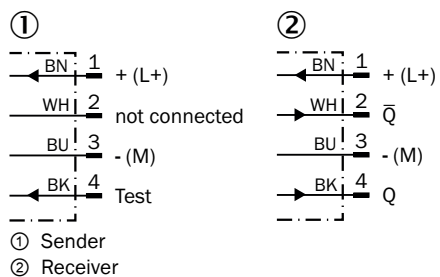 ① ②
BN 1 + (L+) BN 1 + (L+)
WH 2 not connected WH 2 Q̅
BU 3 - (M) BU 3 - (M)
BK 4 Test BK 4 Q
① Sender
② Receiver